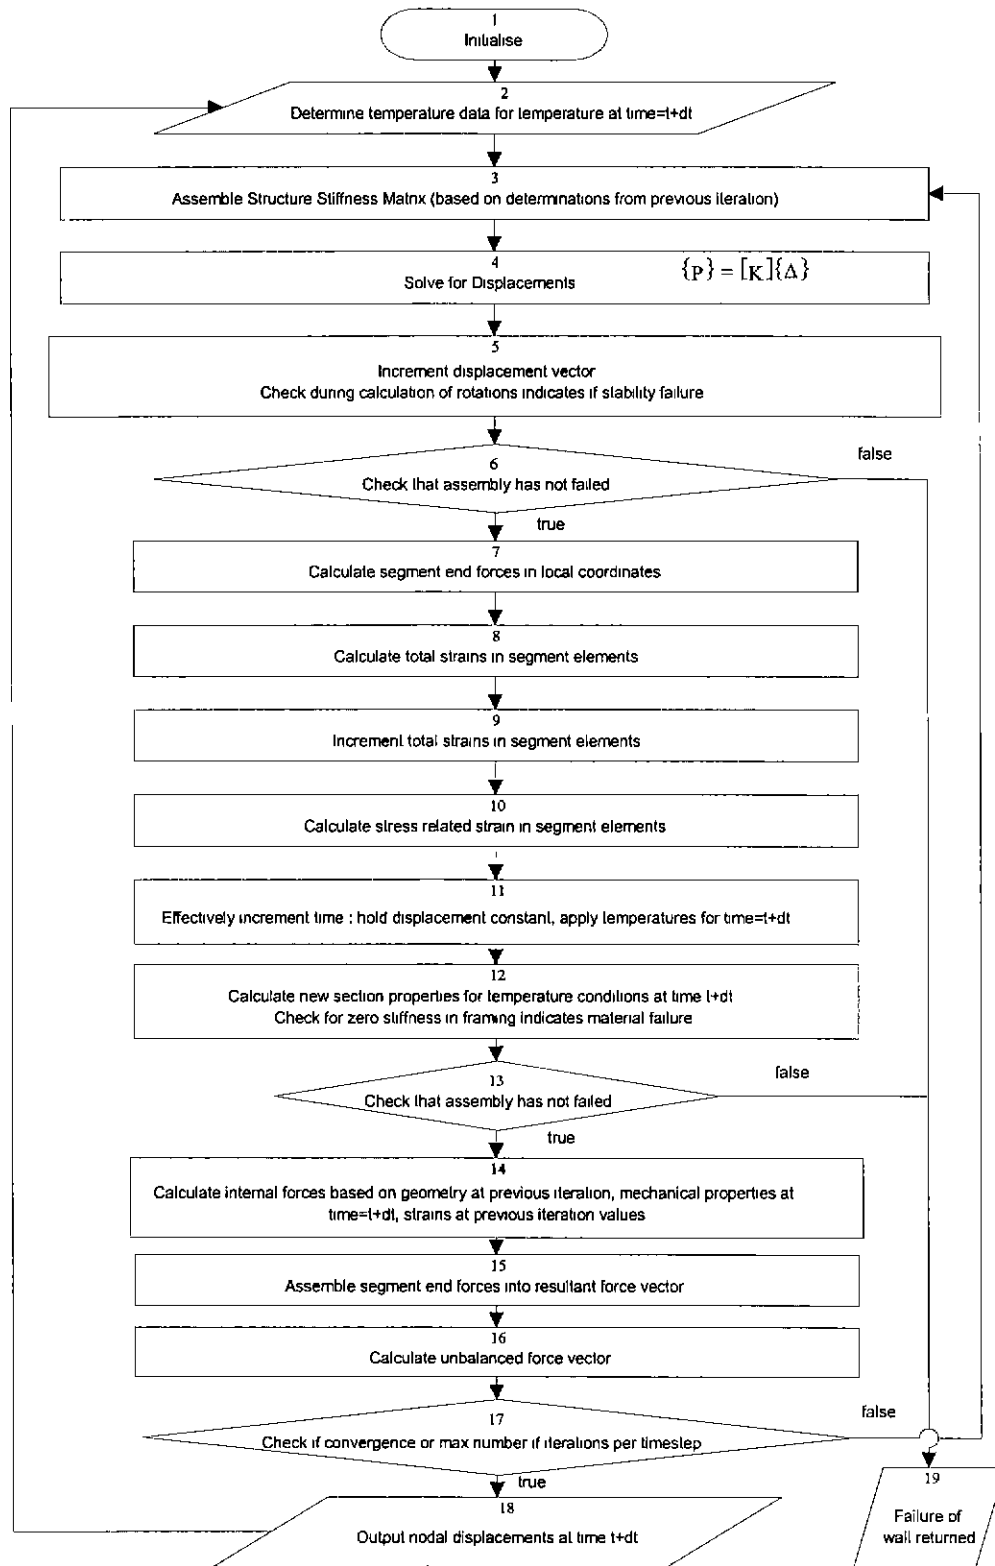 1
Initialise
2
Determine temperature data for temperature at time=t+dt
3
Assemble Structure Stiffness Matrix (based on determinations from previous iteration)
4
Solve for Displacements
{P} = [K]{Δ}
5
Increment displacement vector
Check during calculation of rotations indicates if stability failure
false
6
Check that assembly has not failed
true
7
Calculate segment end forces in local coordinates
8
Calculate total strains in segment elements
9
Increment total strains in segment elements
10
Calculate stress related strain in segment elements
11
Effectively increment time : hold displacement constant, apply temperatures for time=t+dt
12
Calculate new section properties for temperature conditions at time t+dt
Check for zero stiffness in framing indicates material failure
false
13
Check that assembly has not failed
true
14
Calculate internal forces based on geometry at previous iteration, mechanical properties at
time=t+dt, strains at previous iteration values
15
Assemble segment end forces into resultant force vector
16
Calculate unbalanced force vector
false
17
Check if convergence or max number if iterations per timestep
true
18
Output nodal displacements at time t+dt
19
Failure of
wall returned